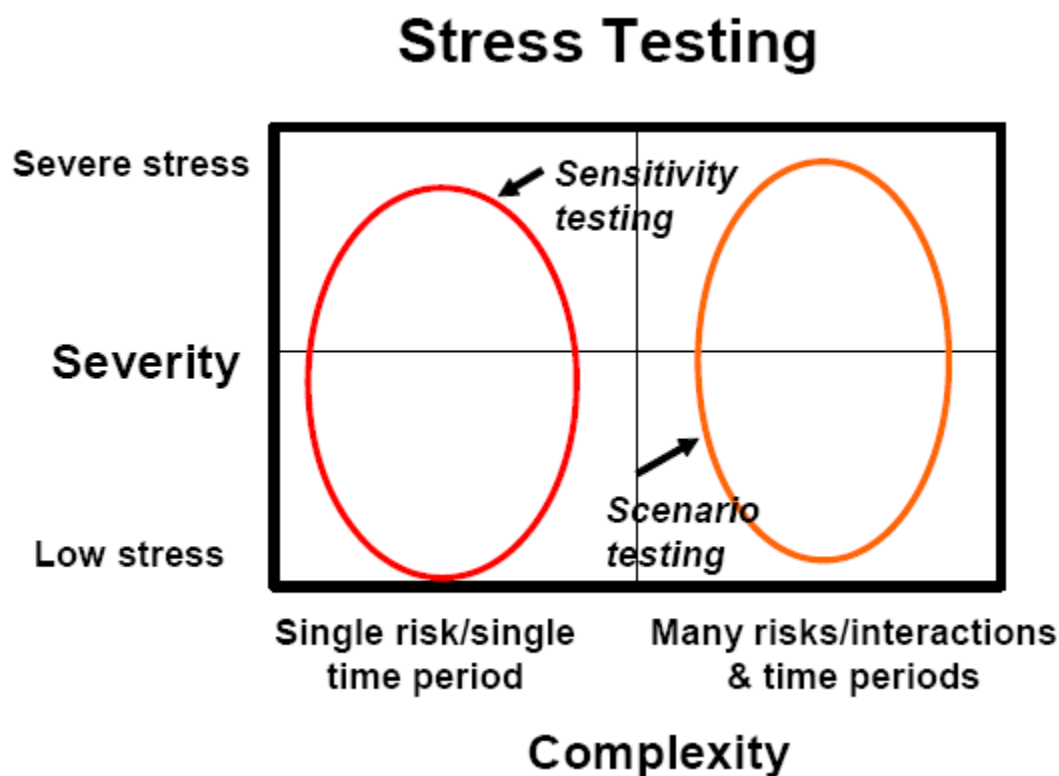 Stress Testing
Severe stress
Sensitivity
testing
Severity
Scenario
testing
Low stress
Single risk/single
time period
Many risks/interactions
& time periods
Complexity